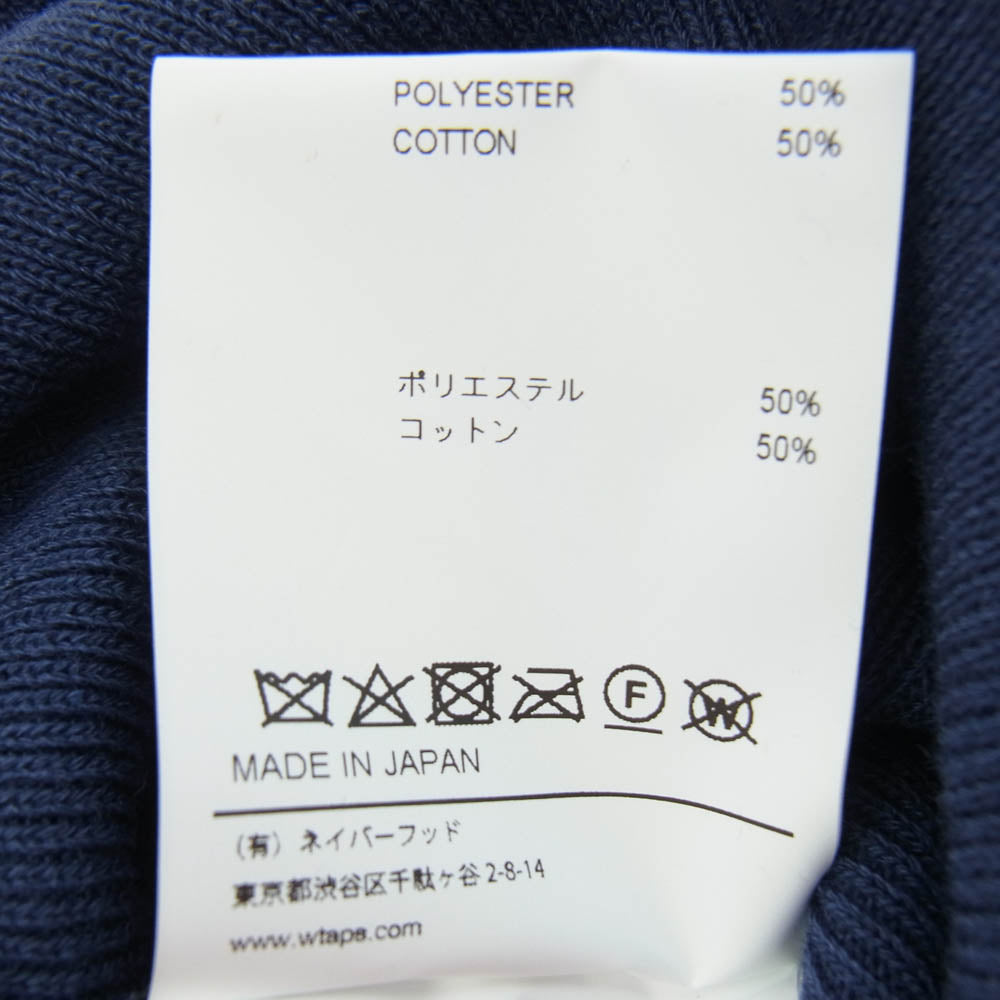 POLYESTER 50%
COTTON 50%
ポリエステル 50%
コットン 50%
F W
MADE IN JAPAN
(有) ネイバーフッド
東京都渋谷区千駄ヶ谷 2-8-14
www.wtaps.com